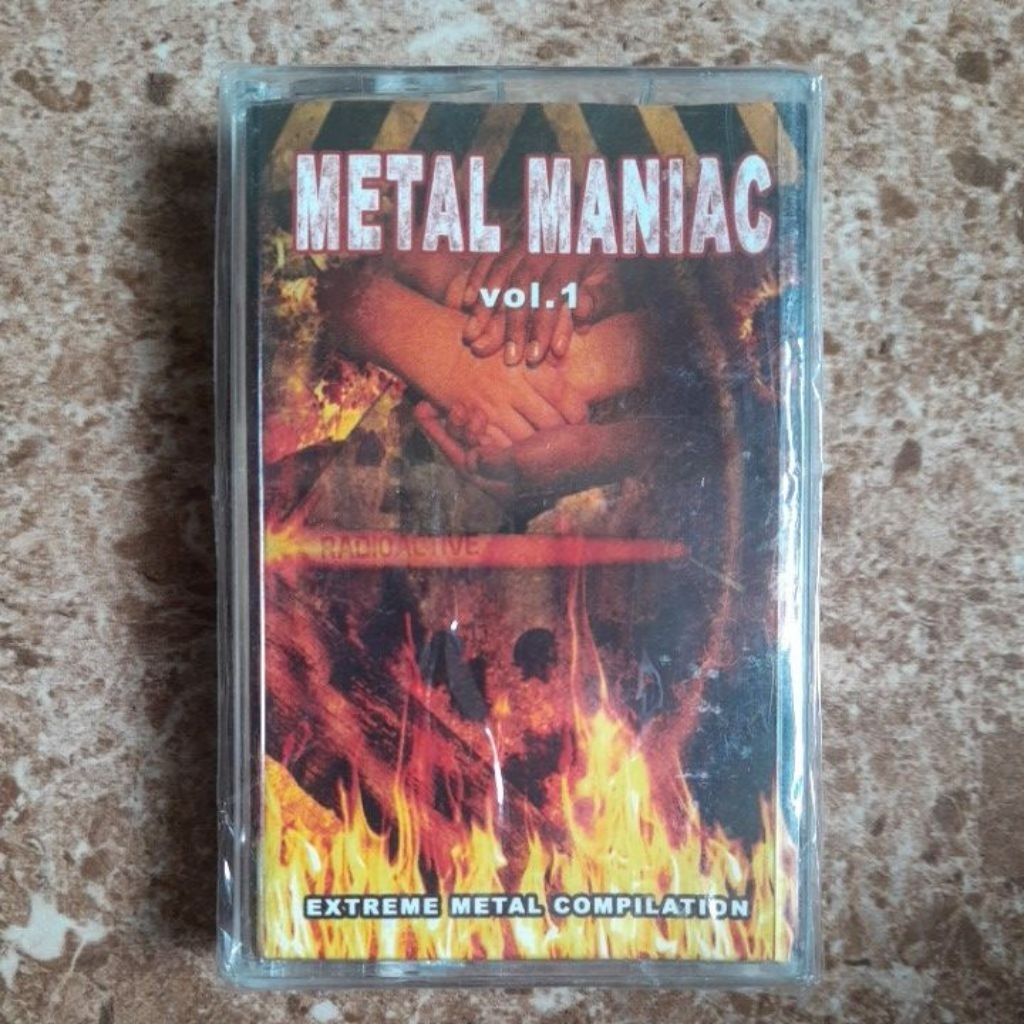 METAL MANIAC
vol.1
RADIOACTIVE
EXTREME METAL COMPILATION